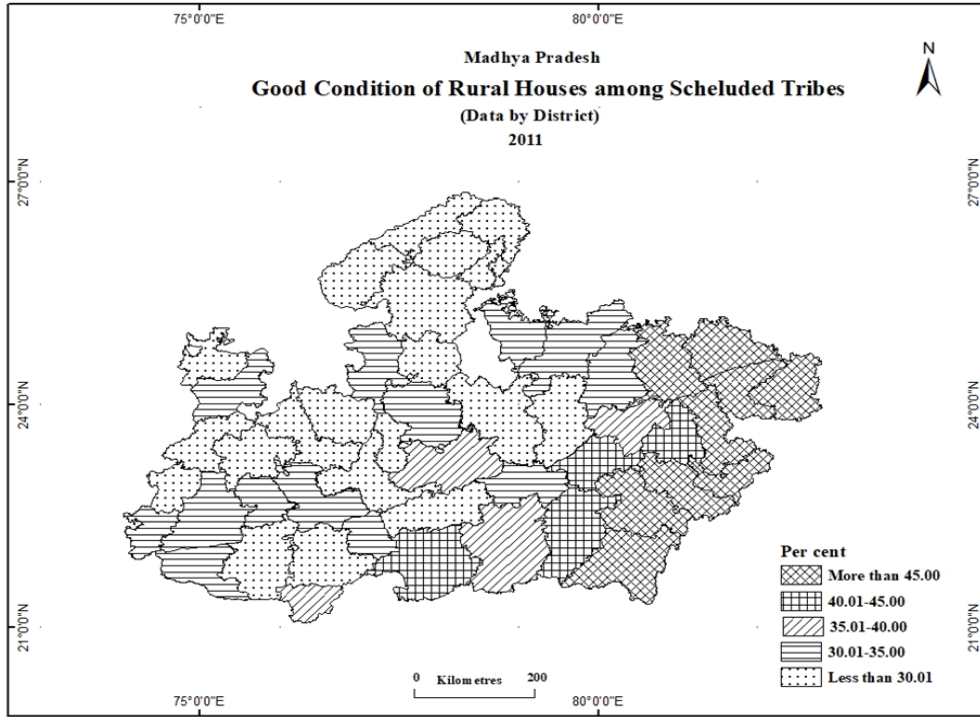 75°0'0"E 80°0'0"E
N
Madhya Pradesh
Good Condition of Rural Houses among Scheluded Tribes
(Data by District)
2011
27°0'0"N 27°0'0"N
24°0'0"N 24°0'0"N
21°0'0"N 21°0'0"N
Per cent
More than 45.00
40.01-45.00
35.01-40.00
30.01-35.00
Less than 30.01
0 Kilometres 200
75°0'0"E 80°0'0"E